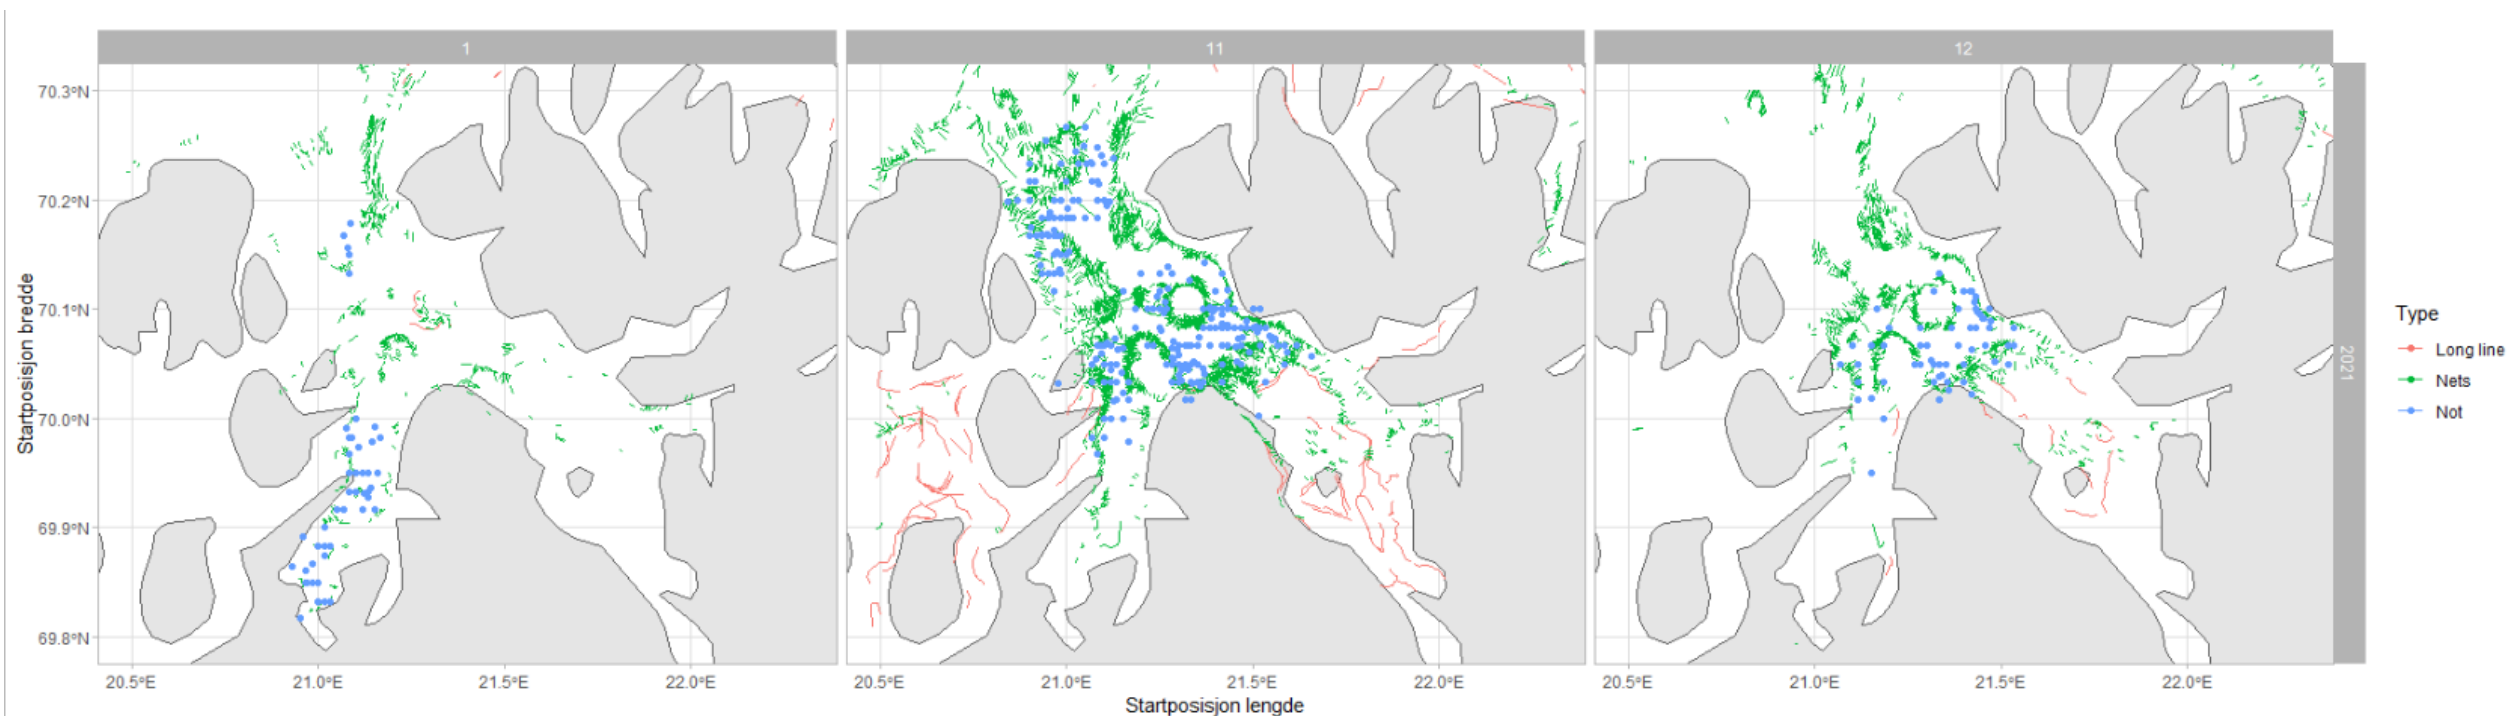 1
11
12
70.3°N
70.2°N
70.1°N
70.0°N
69.9°N
69.8°N
Startposisjon bredde
20.5°E 21.0°E 21.5°E 22.0°E
20.5°E 21.0°E 21.5°E 22.0°E
20.5°E 21.0°E 21.5°E 22.0°E
Startposisjon lengde
2021
Type
Long line
Nets
Not